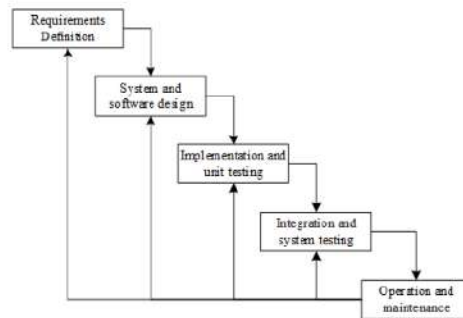 Requirements
Definition
System and
software design
Implementation and
unit testing
Integration and
system testing
Operation and
maintenance